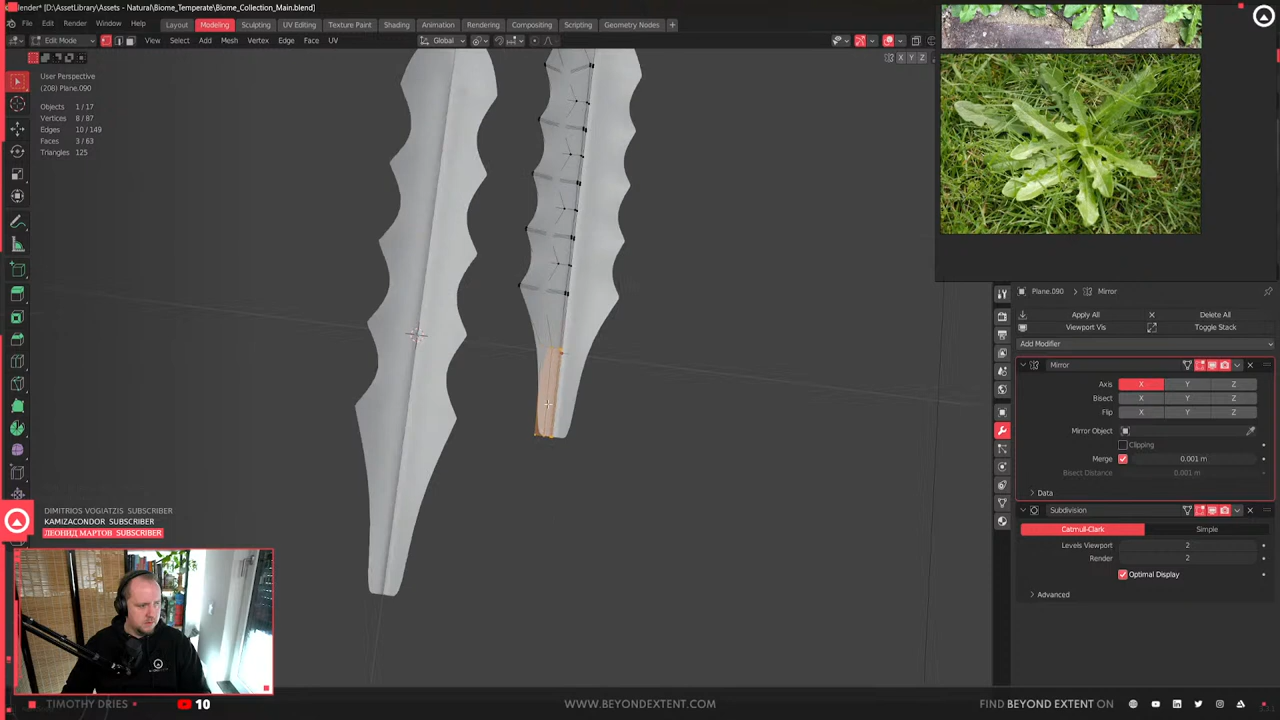 Blender* [D:\AssetLibrary\Assets - Natural\Biome_Temperate\Biome_Collection_Main.blend]
File Edit Render Window Help Layout Modeling Sculpting UV Editing Texture Paint Shading Animation Rendering Compositing Scripting Geometry Nodes +
Edit Mode View Select Add Mesh Vertex Edge Face UV Global X Y Z
User Perspective
(208) Plane.090
Objects 1 / 17
Vertices 8 / 87
Edges 10 / 149
Faces 3 / 63
Triangles 125
Plane.090 > Mirror
Apply All Delete All
Viewport Vis Toggle Stack
Add Modifier
Mirror
Axis X Y Z
Bisect X Y Z
Flip X Y Z
Mirror Object
Clipping
Merge 0.001 m
Bisect Distance 0.001 m
Data
Subdivision
Catmull-Clark Simple
Levels Viewport 2
Render 2
Optimal Display
Advanced
DIMITRIOS VOGIATZIS SUBSCRIBER
KAMIZACONDOR SUBSCRIBER
ЛЕОНИД МАРТОВ SUBSCRIBER
TIMOTHY DRIES 10 WWW.BEYONDEXTENT.COM FIND BEYOND EXTENT ON